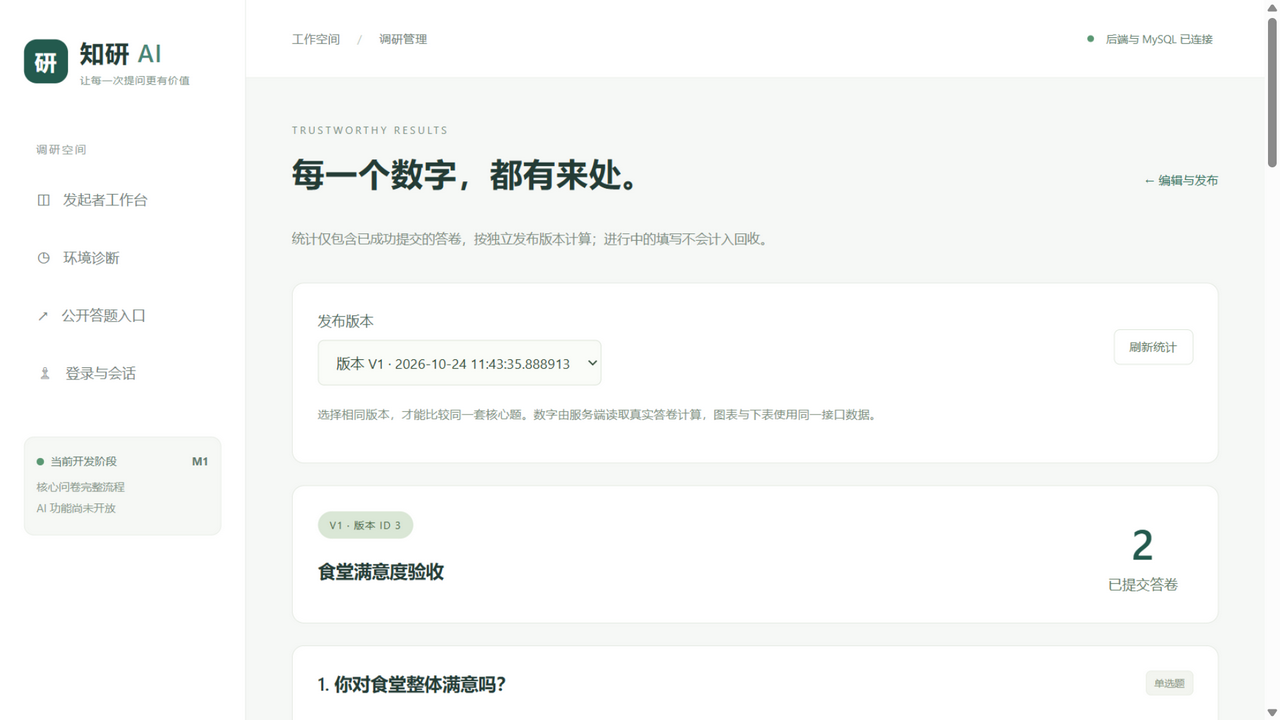 研
知研 AI
让每一次提问更有价值
调研空间
发起者工作台
环境诊断
公开答题入口
登录与会话
当前开发阶段 M1
核心问卷完整流程
AI 功能尚未开放
工作空间 / 调研管理
后端与 MySQL 已连接
TRUSTWORTHY RESULTS
每一个数字，都有来处。
← 编辑与发布
统计仅包含已成功提交的答卷，按独立发布版本计算；进行中的填写不会计入回收。
发布版本
版本 V1 · 2026-10-24 11:43:35.888913
刷新统计
选择相同版本，才能比较同一套核心题。数字由服务端读取真实答卷计算，图表与下表使用同一接口数据。
V1 · 版本 ID 3
食堂满意度验收
2
已提交答卷
1. 你对食堂整体满意吗？
单选题